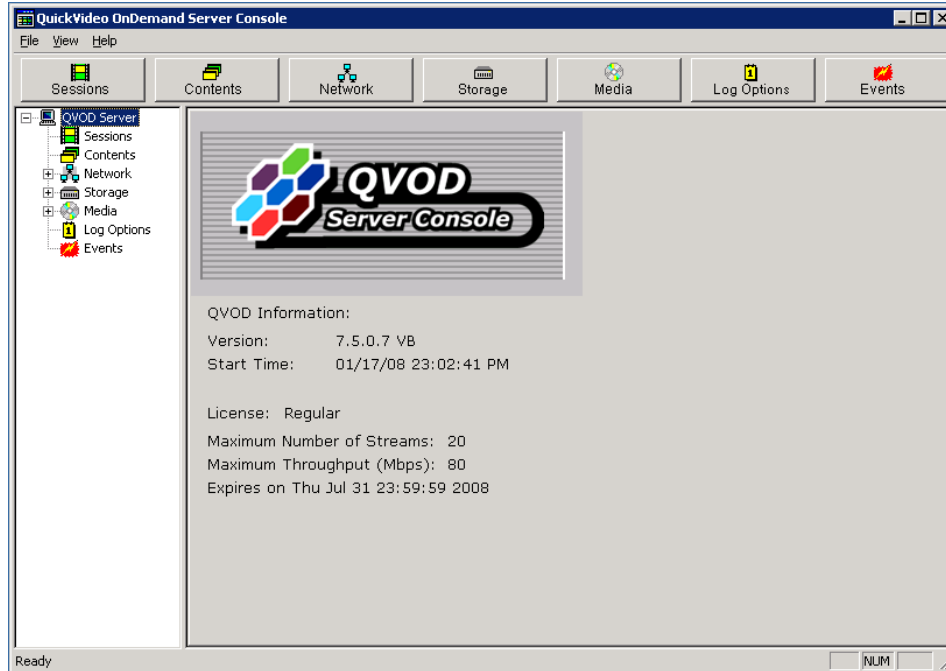 QuickVideo OnDemand Server Console
File View Help
Sessions Contents Network Storage Media Log Options Events
QVOD Server
Sessions
Contents
Network
Storage
Media
Log Options
Events
QVOD
Server Console
QVOD Information:
Version: 7.5.0.7 VB
Start Time: 01/17/08 23:02:41 PM
License: Regular
Maximum Number of Streams: 20
Maximum Throughput (Mbps): 80
Expires on Thu Jul 31 23:59:59 2008
Ready NUM